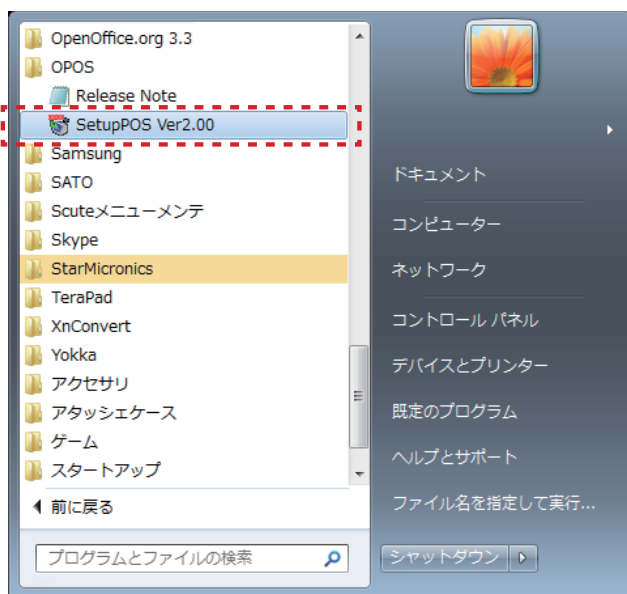 OpenOffice.org 3.3
OPOS
Release Note
SetupPOS Ver2.00
Samsung
SATO
Scuteメニューメンテ
Skype
StarMicronics
TeraPad
XnConvert
Yokka
アクセサリ
アタッシェケース
ゲーム
スタートアップ
前に戻る
プログラムとファイルの検索
ドキュメント
コンピューター
ネットワーク
コントロール パネル
デバイスとプリンター
既定のプログラム
ヘルプとサポート
ファイル名を指定して実行...
シャットダウン